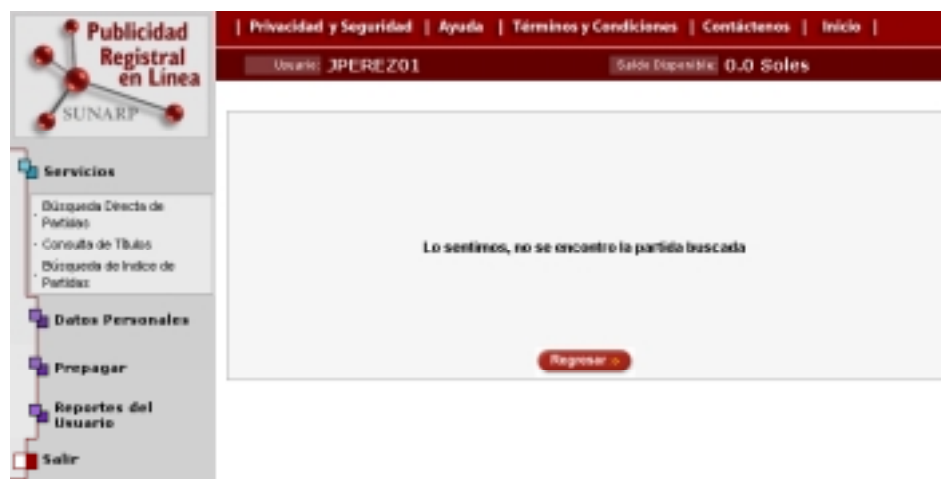 Publicidad
Registral
en Linea
SUNARP
| Privacidad y Seguridad | Ayuda | Términos y Condiciones | Contáctenos | Inicio |
Usuario: JPEREZ01 Saldo Disponible: 0.0 Soles
Servicios
· Búsqueda Directa de
Partidas
· Consulta de Títulos
· Búsqueda de Indice de
Partidas
Datos Personales
Prepagar
Reportes del
Usuario
Salir
Lo sentimos, no se encontro la partida buscada
Regresar